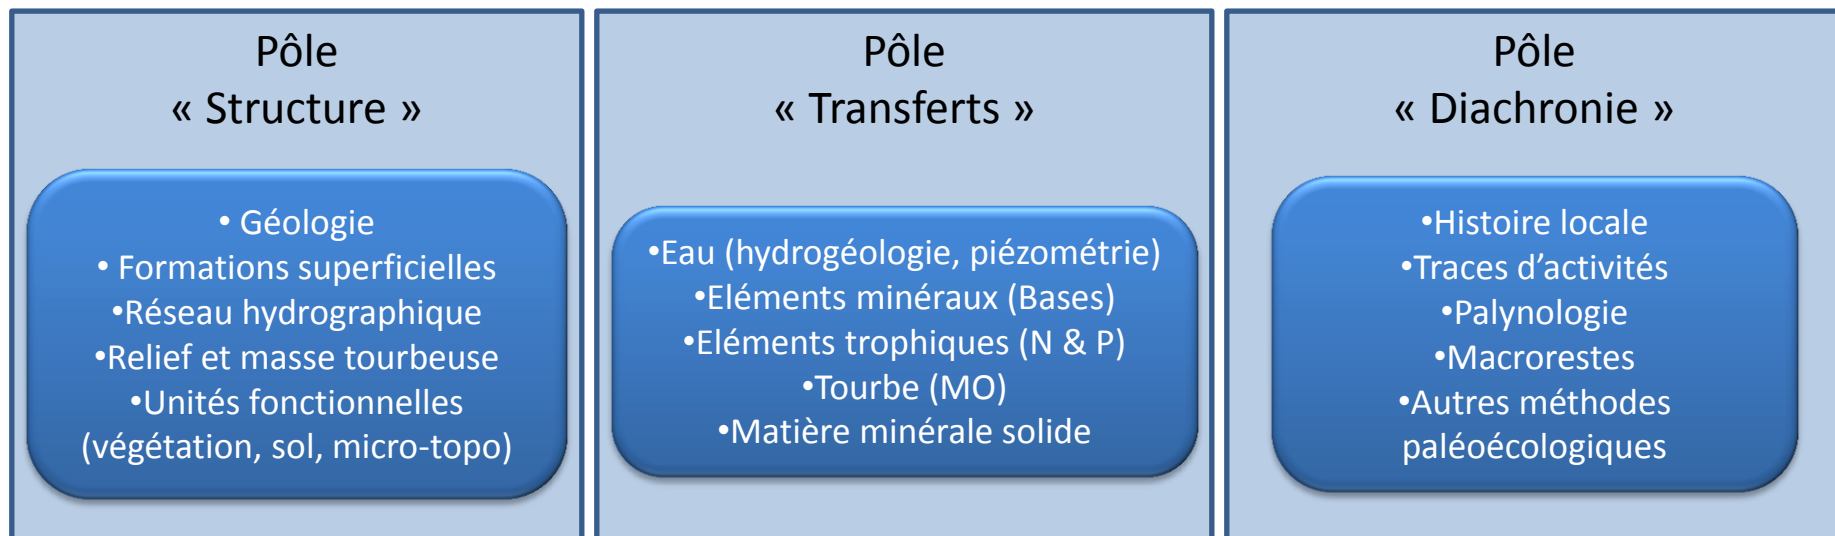 Pôle
« Structure »
• Géologie
• Formations superficielles
•Réseau hydrographique
•Relief et masse tourbeuse
•Unités fonctionnelles
(végétation, sol, micro-topo)
Pôle
« Transferts »
•Eau (hydrogéologie, piézométrie)
•Eléments minéraux (Bases)
•Eléments trophiques (N & P)
•Tourbe (MO)
•Matière minérale solide
Pôle
« Diachronie »
•Histoire locale
•Traces d’activités
•Palynologie
•Macrorestes
•Autres méthodes
paléoécologiques